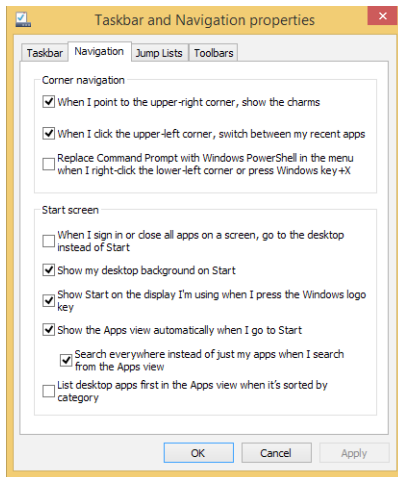 Taskbar and Navigation properties
Taskbar Navigation Jump Lists Toolbars
Corner navigation
When I point to the upper-right corner, show the charms
When I click the upper-left corner, switch between my recent apps
Replace Command Prompt with Windows PowerShell in the menu
when I right-click the lower-left corner or press Windows key+X
Start screen
When I sign in or close all apps on a screen, go to the desktop
instead of Start
Show my desktop background on Start
Show Start on the display I'm using when I press the Windows logo
key
Show the Apps view automatically when I go to Start
Search everywhere instead of just my apps when I search
from the Apps view
List desktop apps first in the Apps view when it's sorted by
category
OK Cancel Apply